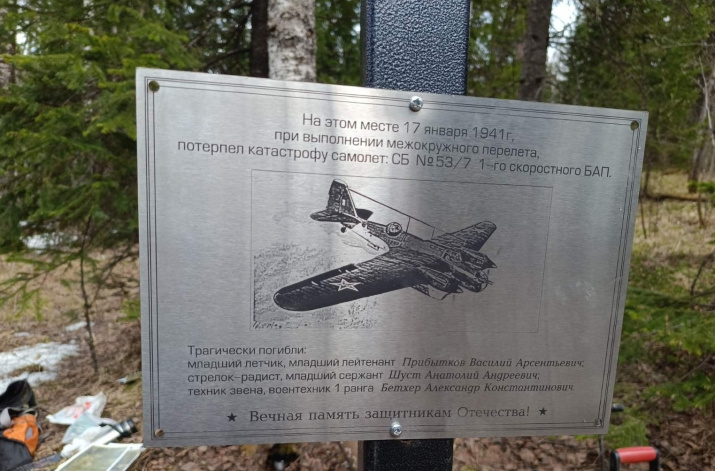 На этом месте 17 января 1941г,
при выполнении межокружного перелета,
потерпел катастрофу самолет: СБ №53/7 1-го скоростного БАП.
Трагически погибли:
младший летчик, младший лейтенант Прибытков Василий Арсентьевич;
стрелок-радист, младший сержант Шуст Анатолий Андреевич;
техник звена, воентехник 1 ранга Бетхер Александр Константинович.
★ Вечная память защитникам Отечества! ★